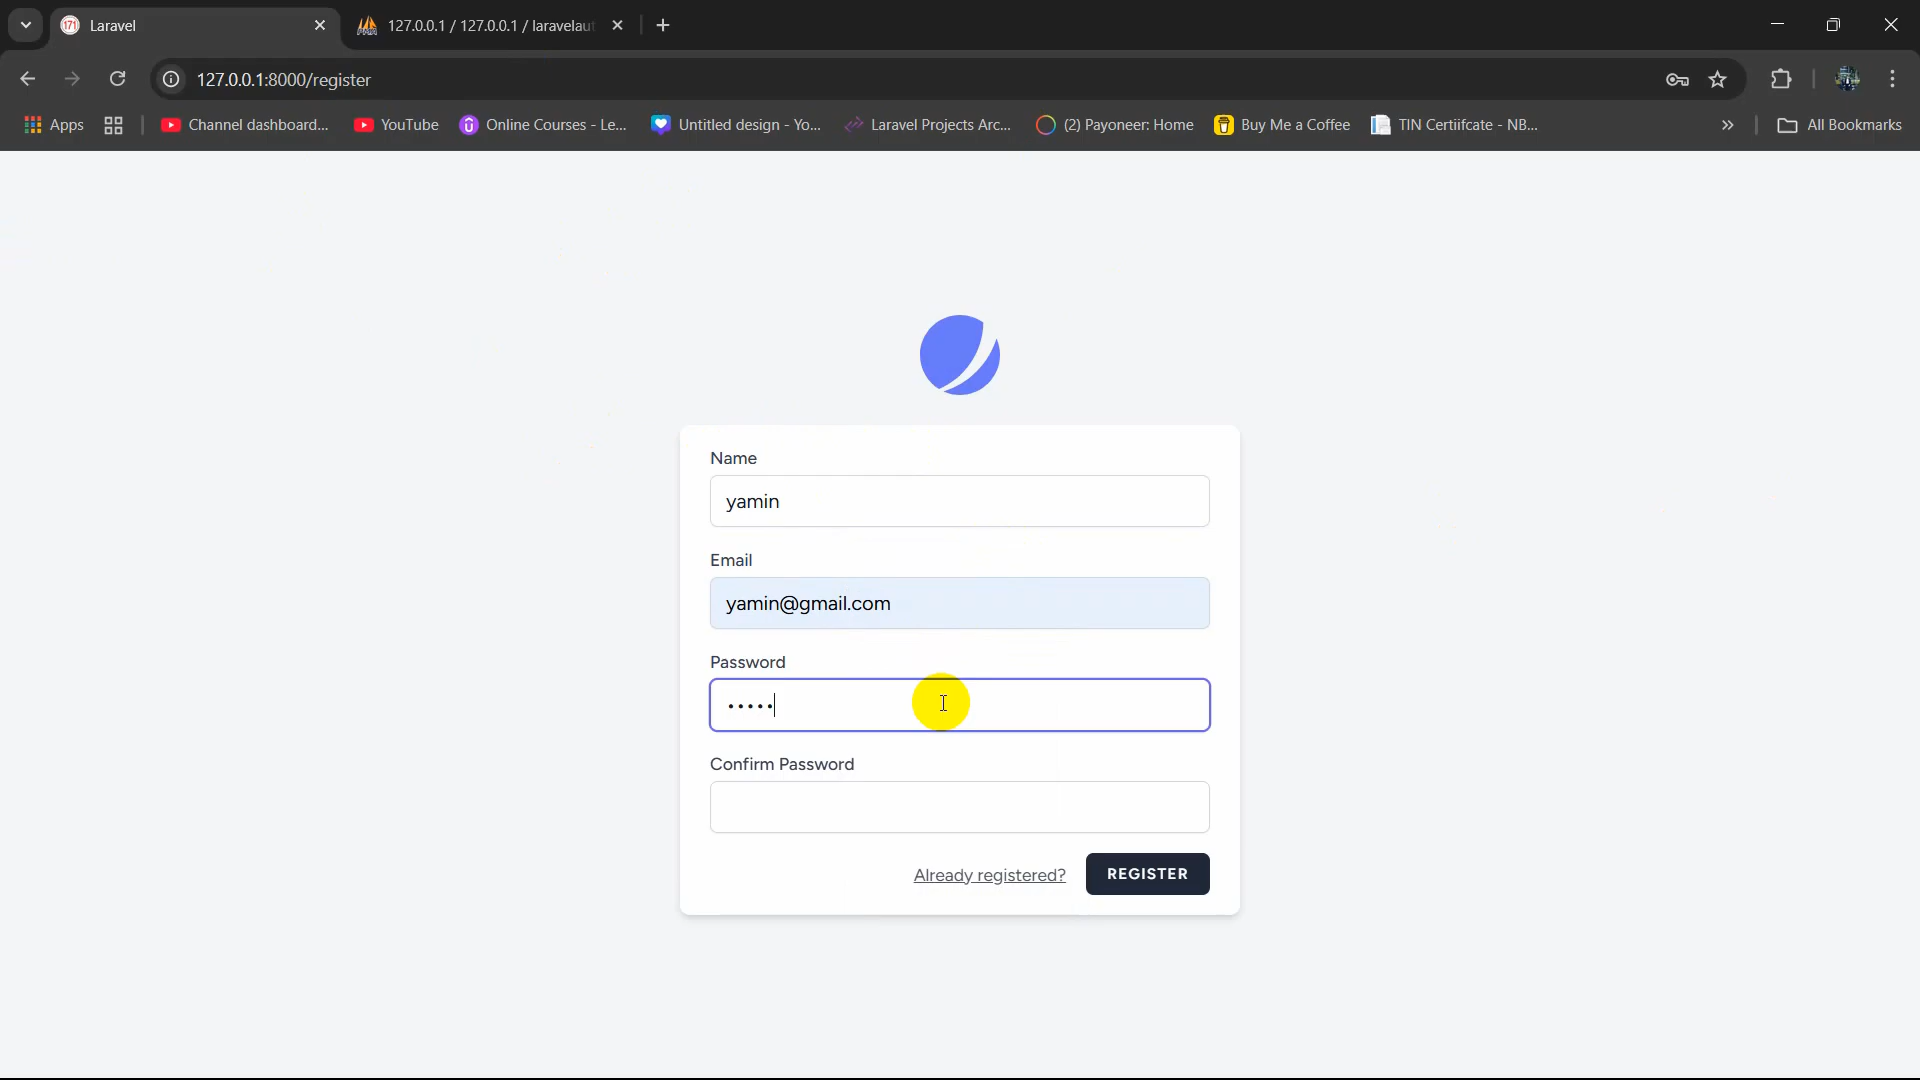 171 Laravel
127.0.0.1 / 127.0.0.1 / laravelaut
127.0.0.1:8000/register
Apps
Channel dashboard...
YouTube
Online Courses - Le...
Untitled design - Yo...
Laravel Projects Arc...
(2) Payoneer: Home
Buy Me a Coffee
TIN Certiifcate - NB...
All Bookmarks
Name
yamin
Email
yamin@gmail.com
Password
•••••
Confirm Password
Already registered?
REGISTER